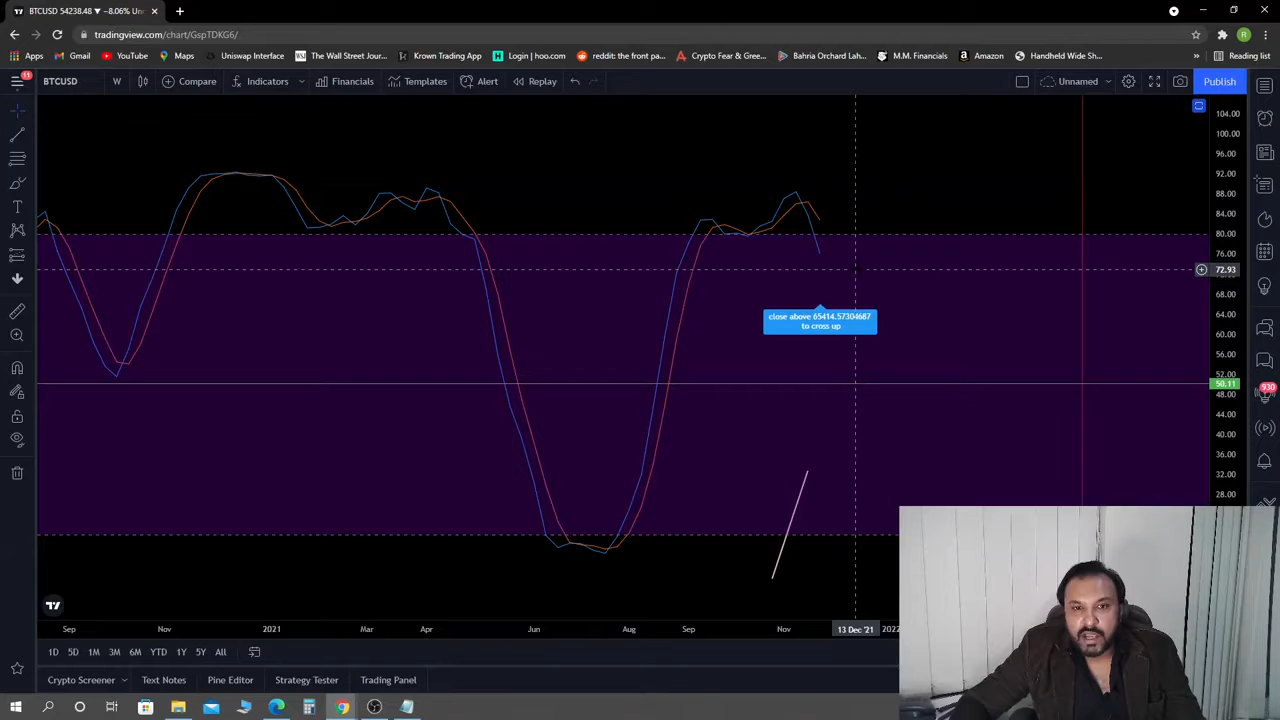 BTCUSD 54238.48 ▼ −8.06% Un
tradingview.com/chart/GspTDKG6/
Apps Gmail YouTube Maps Uniswap Interface The Wall Street Jour... Krown Trading App Login | hoo.com reddit: the front pa... Crypto Fear & Gree... Bahria Orchard Lah... M.M. Financials Amazon Handheld Wide Sh... » Reading list
11
BTCUSD W Compare Indicators Financials Templates Alert Replay Unnamed Publish
104.00
100.00
96.00
92.00
88.00
84.00
80.00
76.00
72.93
68.00
64.00
60.00
56.00
52.00
50.11
48.00
44.00
40.00
36.00
32.00
28.00
close above 65414.57304687
to cross up
930
Sep Nov 2021 Mar Apr Jun Aug Sep Nov 13 Dec '21 2022
1D 5D 1M 3M 6M YTD 1Y 5Y All
Crypto Screener Text Notes Pine Editor Strategy Tester Trading Panel